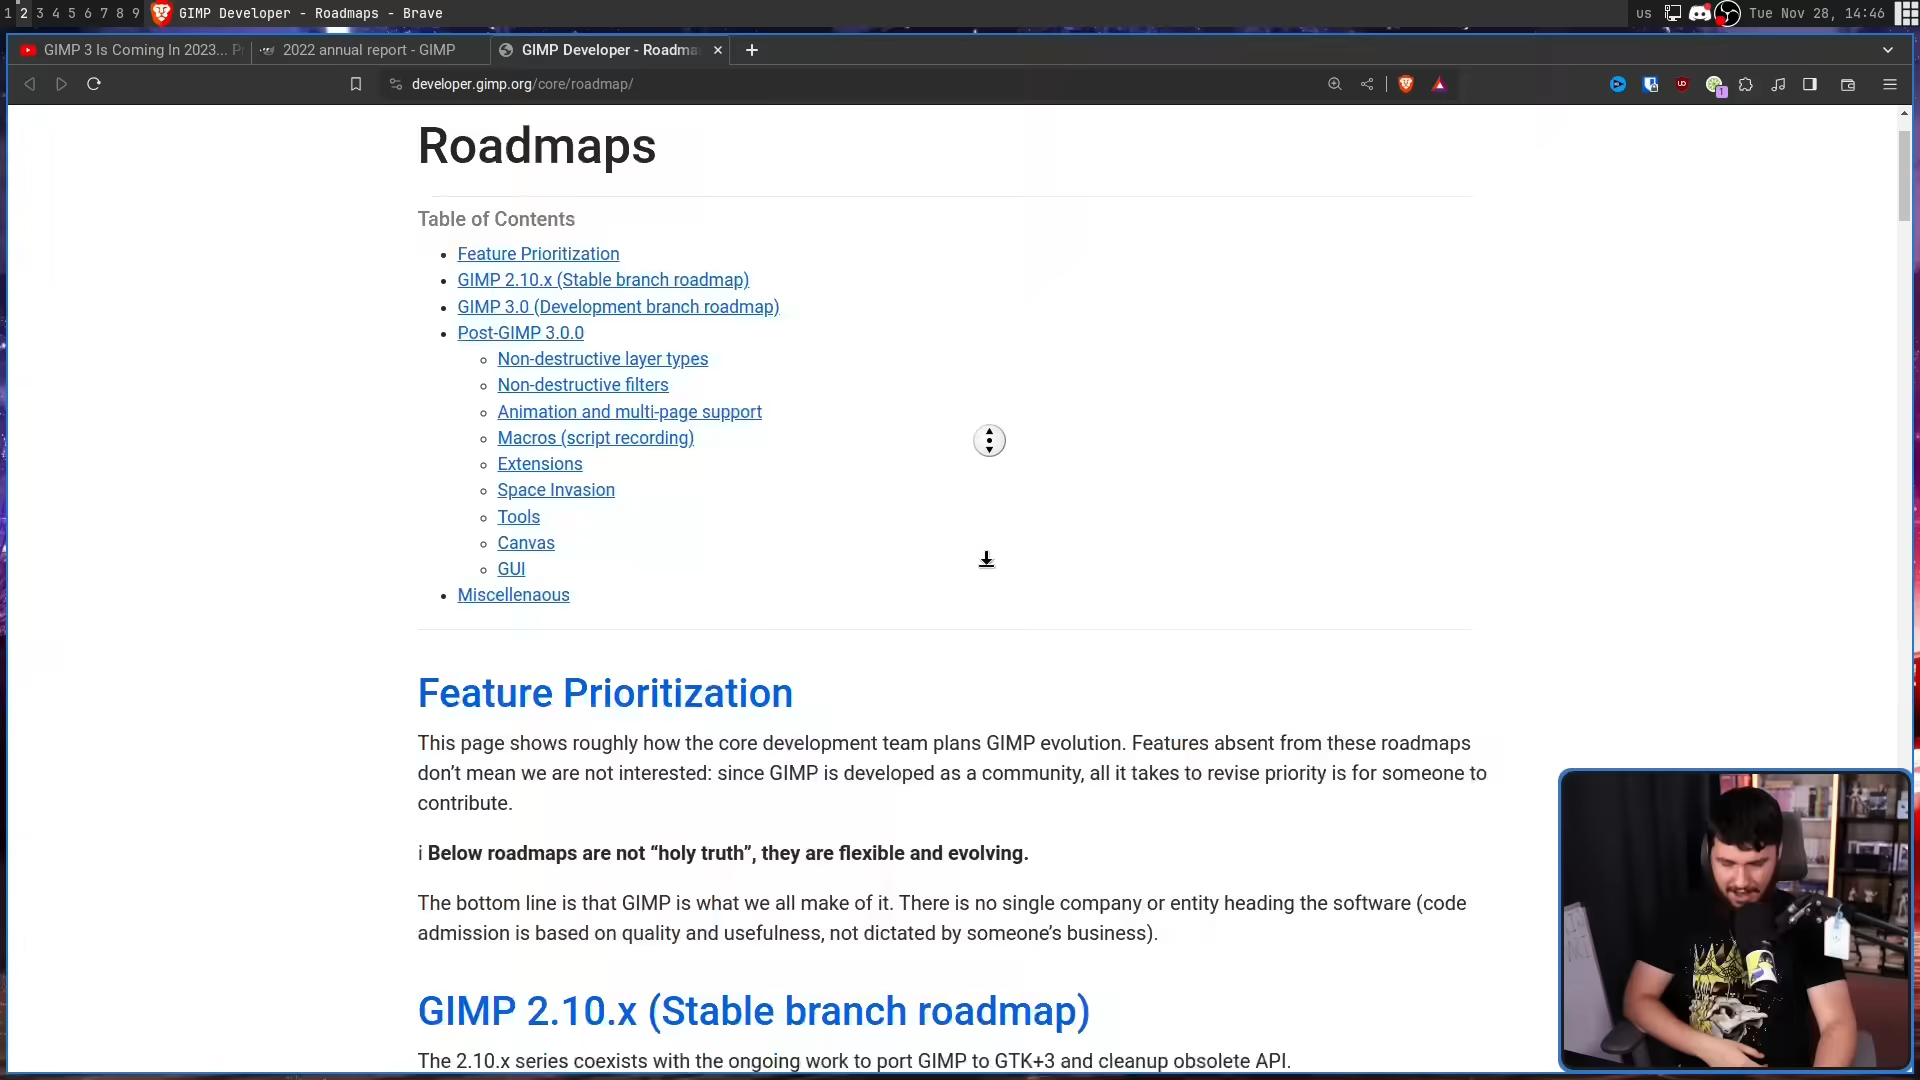 1 2 3 4 5 6 7 8 9 GIMP Developer - Roadmaps - Brave us Tue Nov 28, 14:46
GIMP 3 Is Coming In 2023... P 2022 annual report - GIMP GIMP Developer - Roadma
developer.gimp.org/core/roadmap/
1
Roadmaps
Table of Contents
Feature Prioritization
GIMP 2.10.x (Stable branch roadmap)
GIMP 3.0 (Development branch roadmap)
Post-GIMP 3.0.0
Non-destructive layer types
Non-destructive filters
Animation and multi-page support
Macros (script recording)
Extensions
Space Invasion
Tools
Canvas
GUI
Miscellenaous
Feature Prioritization
This page shows roughly how the core development team plans GIMP evolution. Features absent from these roadmaps
don’t mean we are not interested: since GIMP is developed as a community, all it takes to revise priority is for someone to
contribute.
i Below roadmaps are not “holy truth”, they are flexible and evolving.
The bottom line is that GIMP is what we all make of it. There is no single company or entity heading the software (code
admission is based on quality and usefulness, not dictated by someone’s business).
GIMP 2.10.x (Stable branch roadmap)
The 2.10.x series coexists with the ongoing work to port GIMP to GTK+3 and cleanup obsolete API.